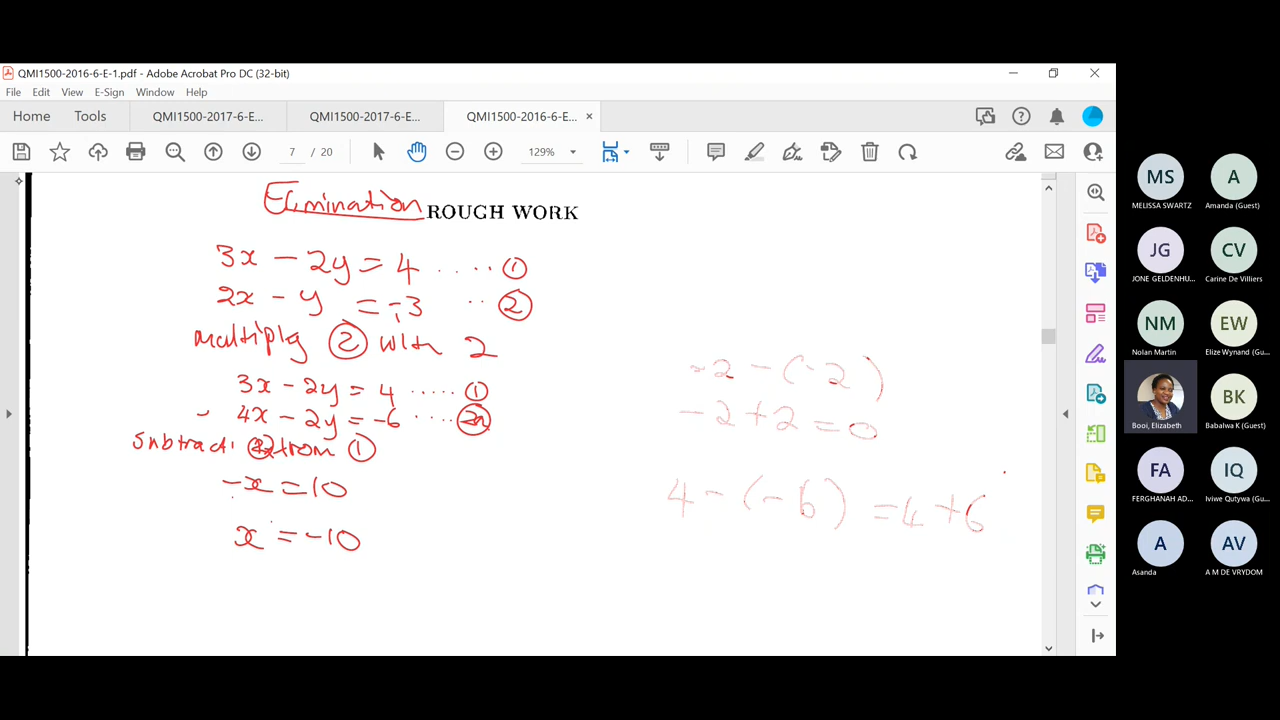 QMI1500-2016-6-E-1.pdf - Adobe Acrobat Pro DC (32-bit)
File Edit View E-Sign Window Help
Home Tools QMI1500-2017-6-E... QMI1500-2017-6-E... QMI1500-2016-6-E... ×
7 / 20 129%
Elimination ROUGH WORK
3x - 2y = 4 ..... ①
2x - y = -3 .. ②
multiply ② with 2
3x - 2y = 4 ..... ①
- 4x - 2y = -6 ....
Subtract from ①
-x = 10
x = -10
-2 - (-2)
-2 + 2 = 0
4 - (-6) = 4 + 6
MS A
MELISSA SWARTZ Amanda (Guest)
JG CV
JONE GELDENHU... Carine De Villiers
NM EW
Nolan Martin Elize Wynand (Gu...
BK
Booi, Elizabeth Babalwa K (Guest)
FA IQ
FERGHANAH AD... Iviwe Qutywa (Gu...
A AV
Asanda A M DE VRYDOM